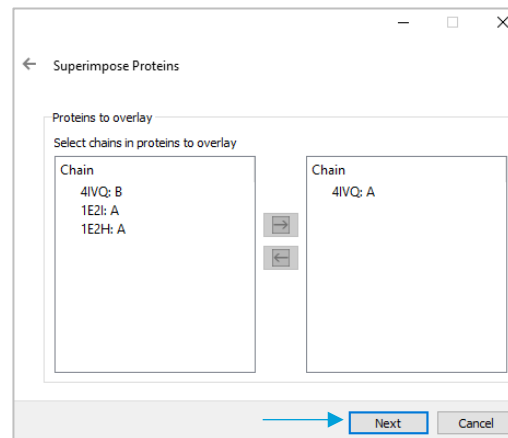 Superimpose Proteins
Proteins to overlay
Select chains in proteins to overlay
Chain
4IVQ: B
1E2I: A
1E2H: A
Chain
4IVQ: A
Next
Cancel